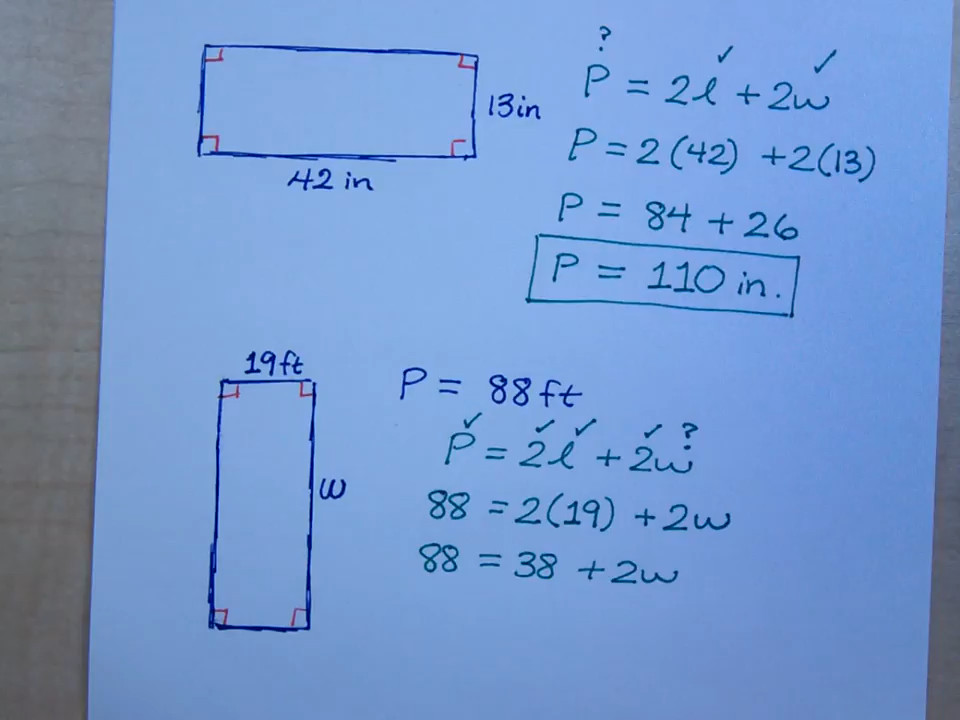 ?
P = 2l ✓ + 2w ✓
13in
P = 2(42) + 2(13)
42 in
P = 84 + 26
P = 110 in.
19ft
P = 88ft
✓ ✓ ✓ ✓ ?
P = 2l + 2w
w
88 = 2(19) + 2w
88 = 38 + 2w